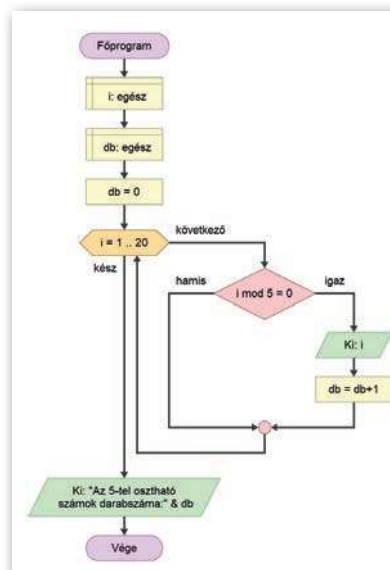 Főprogram
i: egész
db: egész
db = 0
i = 1 .. 20
következő
kész
hamis
i mod 5 = 0
igaz
Ki: i
db = db+1
Ki: "Az 5-tel osztható
számok darabszáma:" & db
Vége